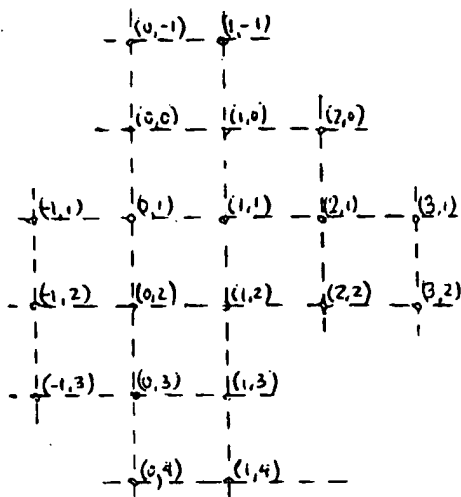 (0,-1) (1,-1)
(0,0) (1,0) (2,0)
(-1,1) (0,1) (1,1) (2,1) (3,1)
(-1,2) (0,2) (1,2) (2,2) (3,2)
(-1,3) (0,3) (1,3)
(0,4) (1,4)